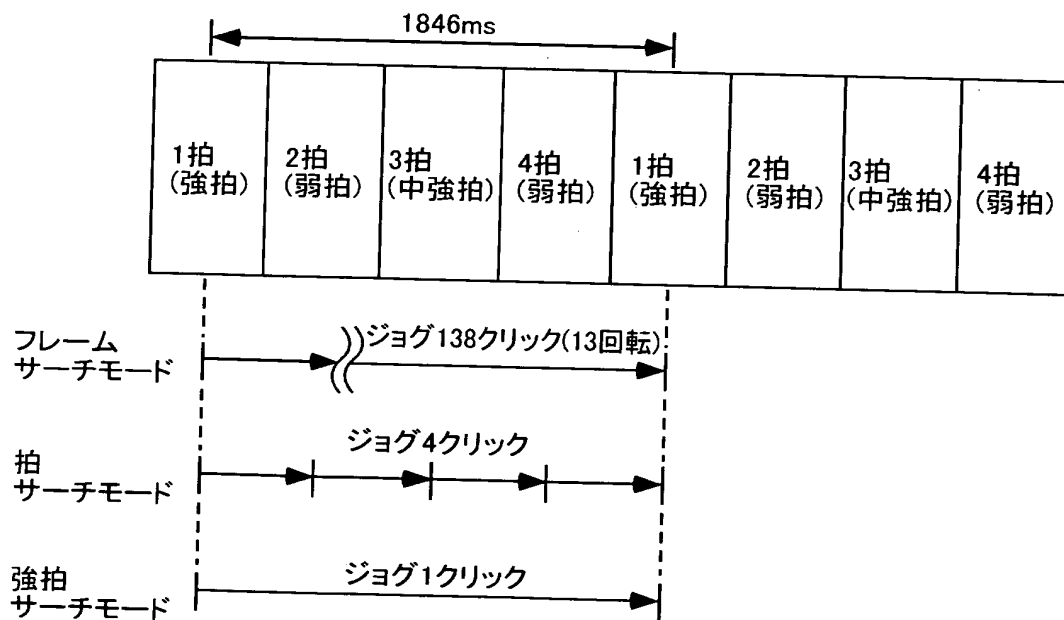 1846ms
1拍
(強拍)
2拍
(弱拍)
3拍
(中強拍)
4拍
(弱拍)
1拍
(強拍)
2拍
(弱拍)
3拍
(中強拍)
4拍
(弱拍)
フレーム
サーチモード
ジョグ138クリック(13回転)
拍
サーチモード
ジョグ4クリック
強拍
サーチモード
ジョグ1クリック